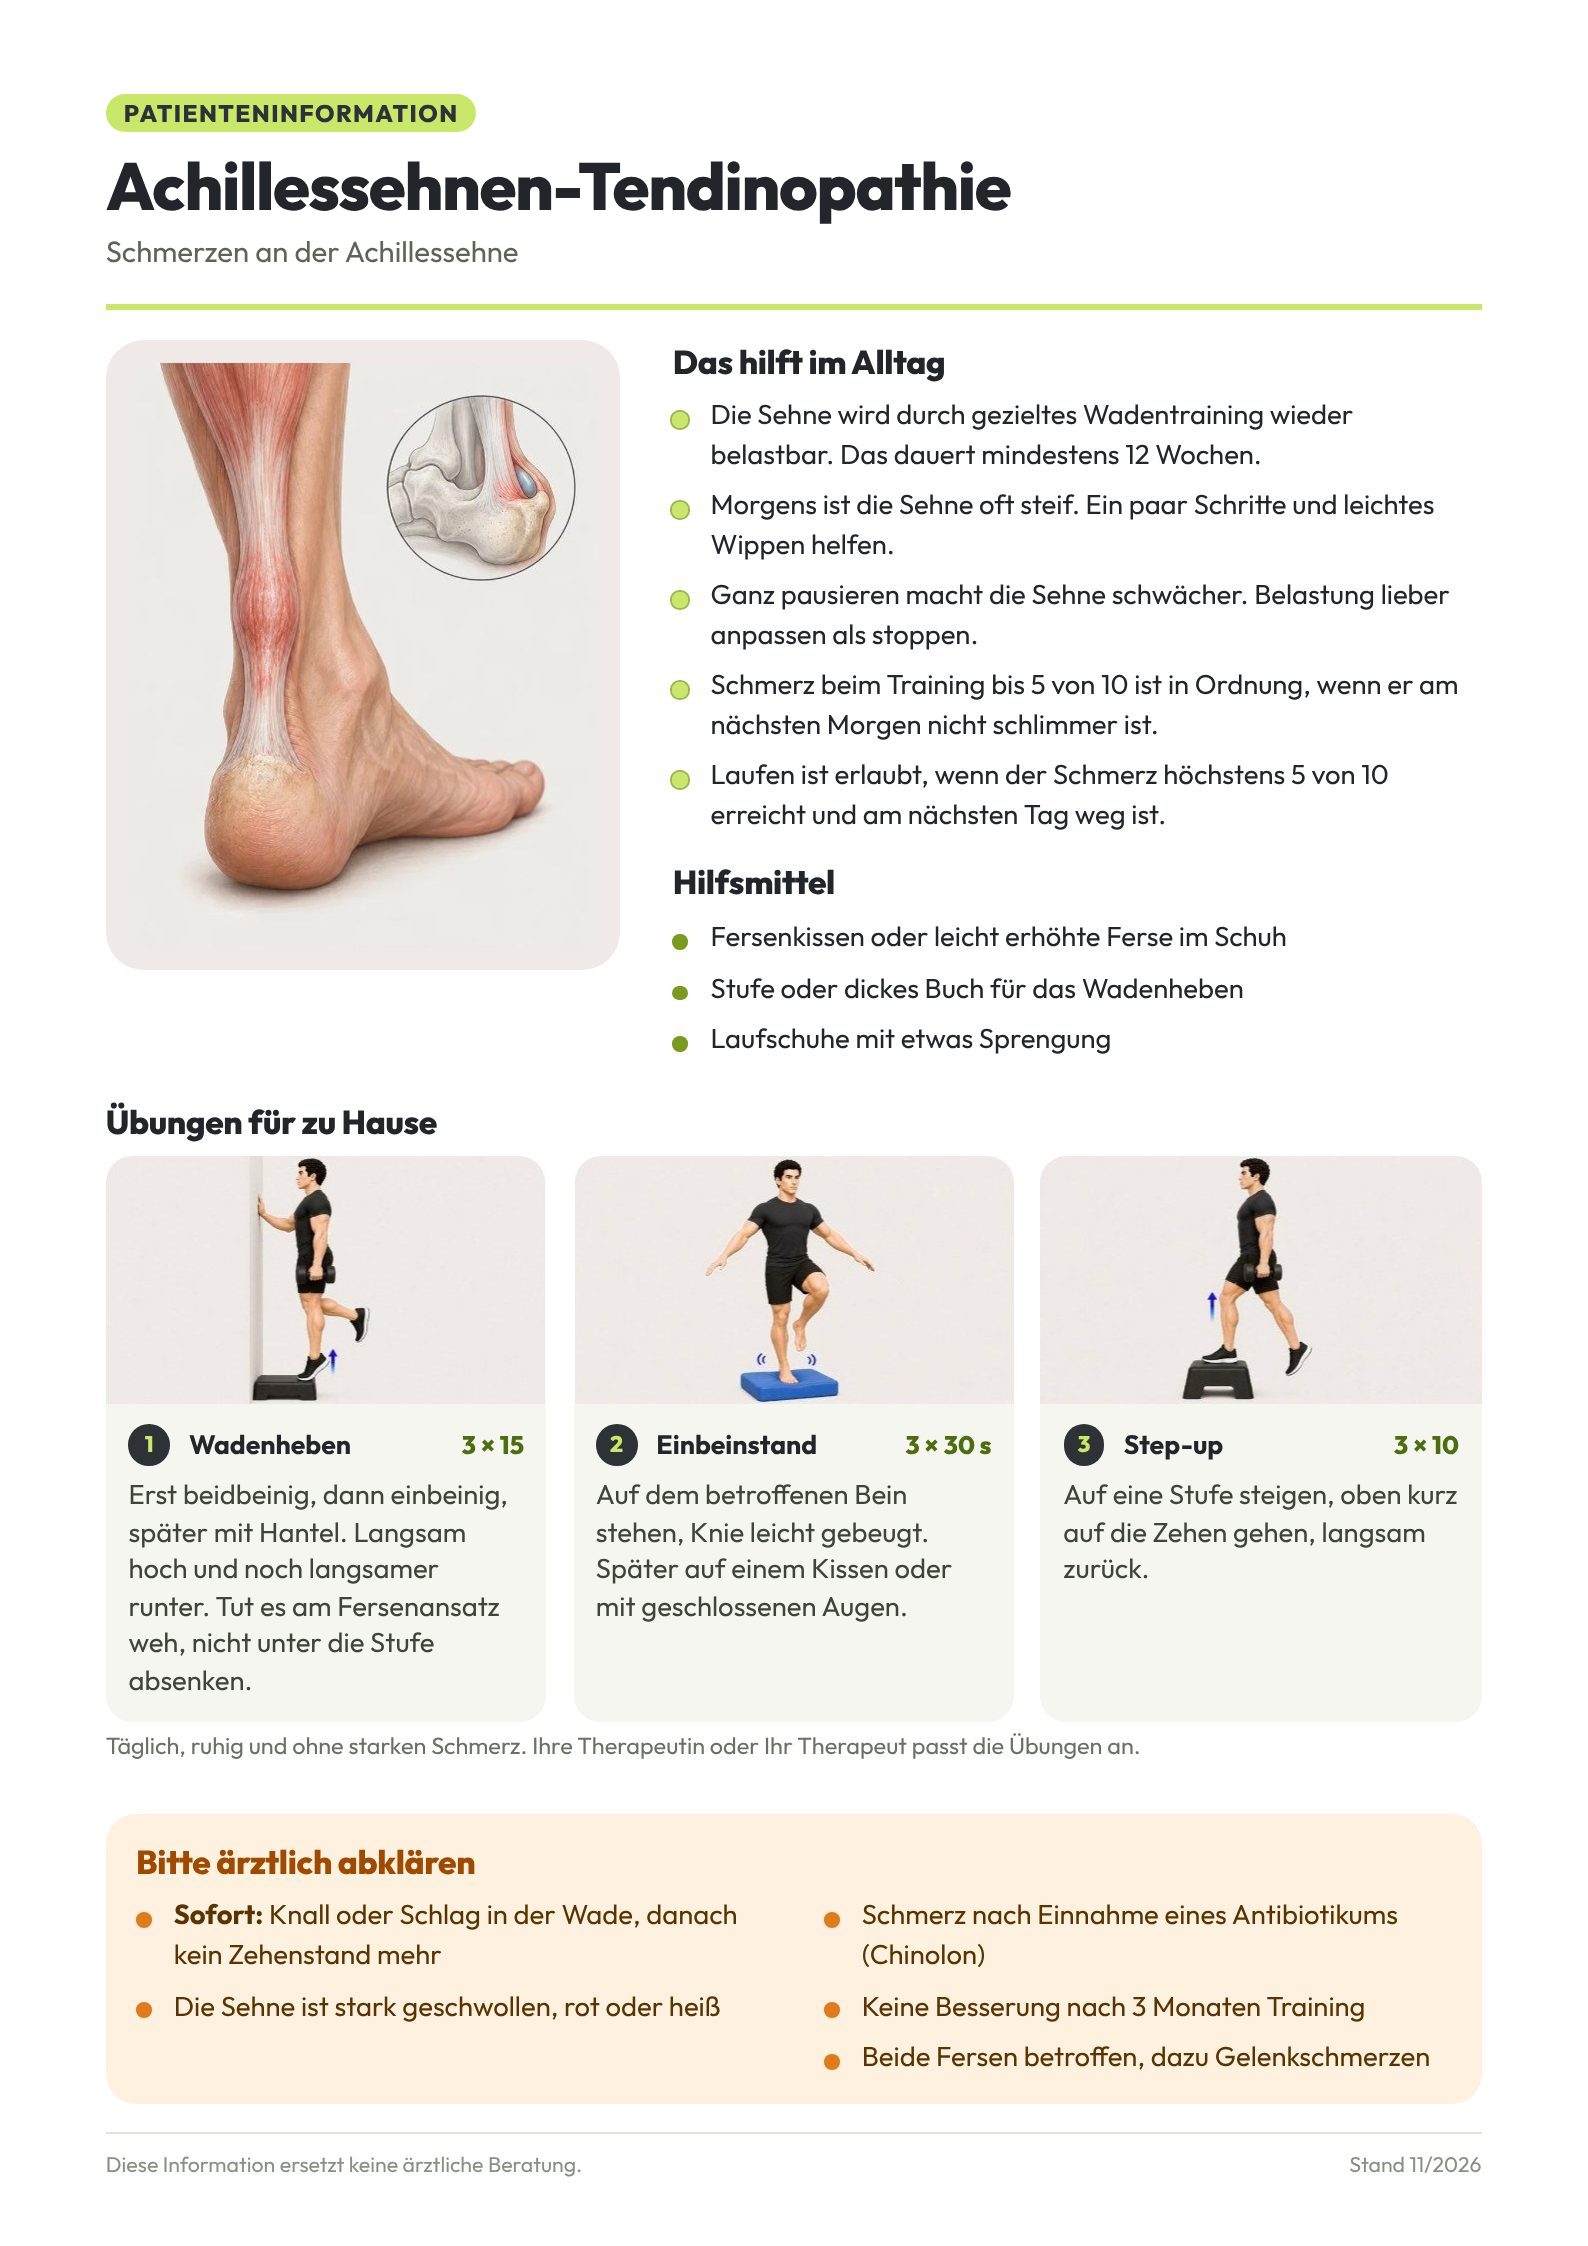 PATIENTENINFORMATION
Achillessehnen-Tendinopathie
Schmerzen an der Achillessehne
Das hilft im Alltag
Die Sehne wird durch gezieltes Wadentraining wieder
belastbar. Das dauert mindestens 12 Wochen.
Morgens ist die Sehne oft steif. Ein paar Schritte und leichtes
Wippen helfen.
Ganz pausieren macht die Sehne schwächer. Belastung lieber
anpassen als stoppen.
Schmerz beim Training bis 5 von 10 ist in Ordnung, wenn er am
nächsten Morgen nicht schlimmer ist.
Laufen ist erlaubt, wenn der Schmerz höchstens 5 von 10
erreicht und am nächsten Tag weg ist.
Hilfsmittel
Fersenkissen oder leicht erhöhte Ferse im Schuh
Stufe oder dickes Buch für das Wadenheben
Laufschuhe mit etwas Sprengung
Übungen für zu Hause
1 Wadenheben 3 × 15
Erst beidbeinig, dann einbeinig,
später mit Hantel. Langsam
hoch und noch langsamer
runter. Tut es am Fersenansatz
weh, nicht unter die Stufe
absenken.
2 Einbeinstand 3 × 30 s
Auf dem betroffenen Bein
stehen, Knie leicht gebeugt.
Später auf einem Kissen oder
mit geschlossenen Augen.
3 Step-up 3 × 10
Auf eine Stufe steigen, oben kurz
auf die Zehen gehen, langsam
zurück.
Täglich, ruhig und ohne starken Schmerz. Ihre Therapeutin oder Ihr Therapeut passt die Übungen an.
Bitte ärztlich abklären
Sofort: Knall oder Schlag in der Wade, danach
kein Zehenstand mehr
Die Sehne ist stark geschwollen, rot oder heiß
Schmerz nach Einnahme eines Antibiotikums
(Chinolon)
Keine Besserung nach 3 Monaten Training
Beide Fersen betroffen, dazu Gelenkschmerzen
Diese Information ersetzt keine ärztliche Beratung.
Stand 11/2026